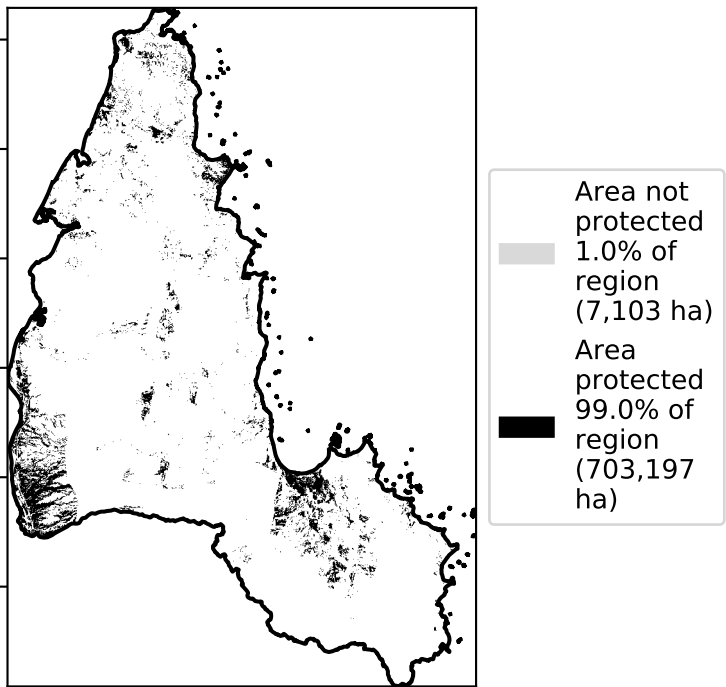 Area not
protected
1.0% of
region
(7,103 ha)
Area
protected
99.0% of
region
(703,197
ha)